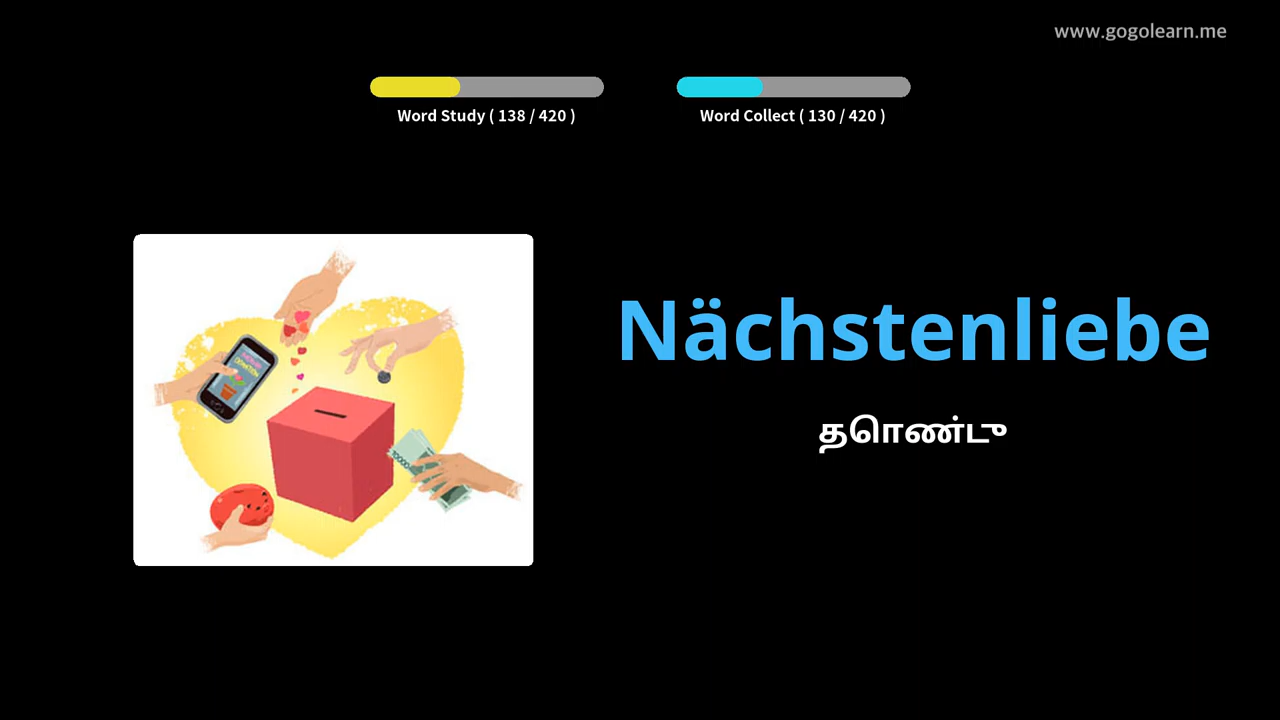 www.gogolearn.me
Word Study ( 138 / 420 )
Word Collect ( 130 / 420 )
Nächstenliebe
தொண்டு